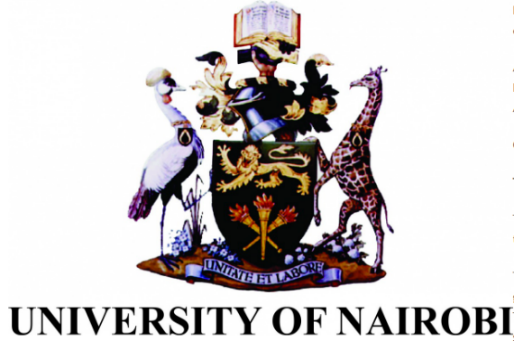 UNITATE ET LABORE
UNIVERSITY OF NAIROBI